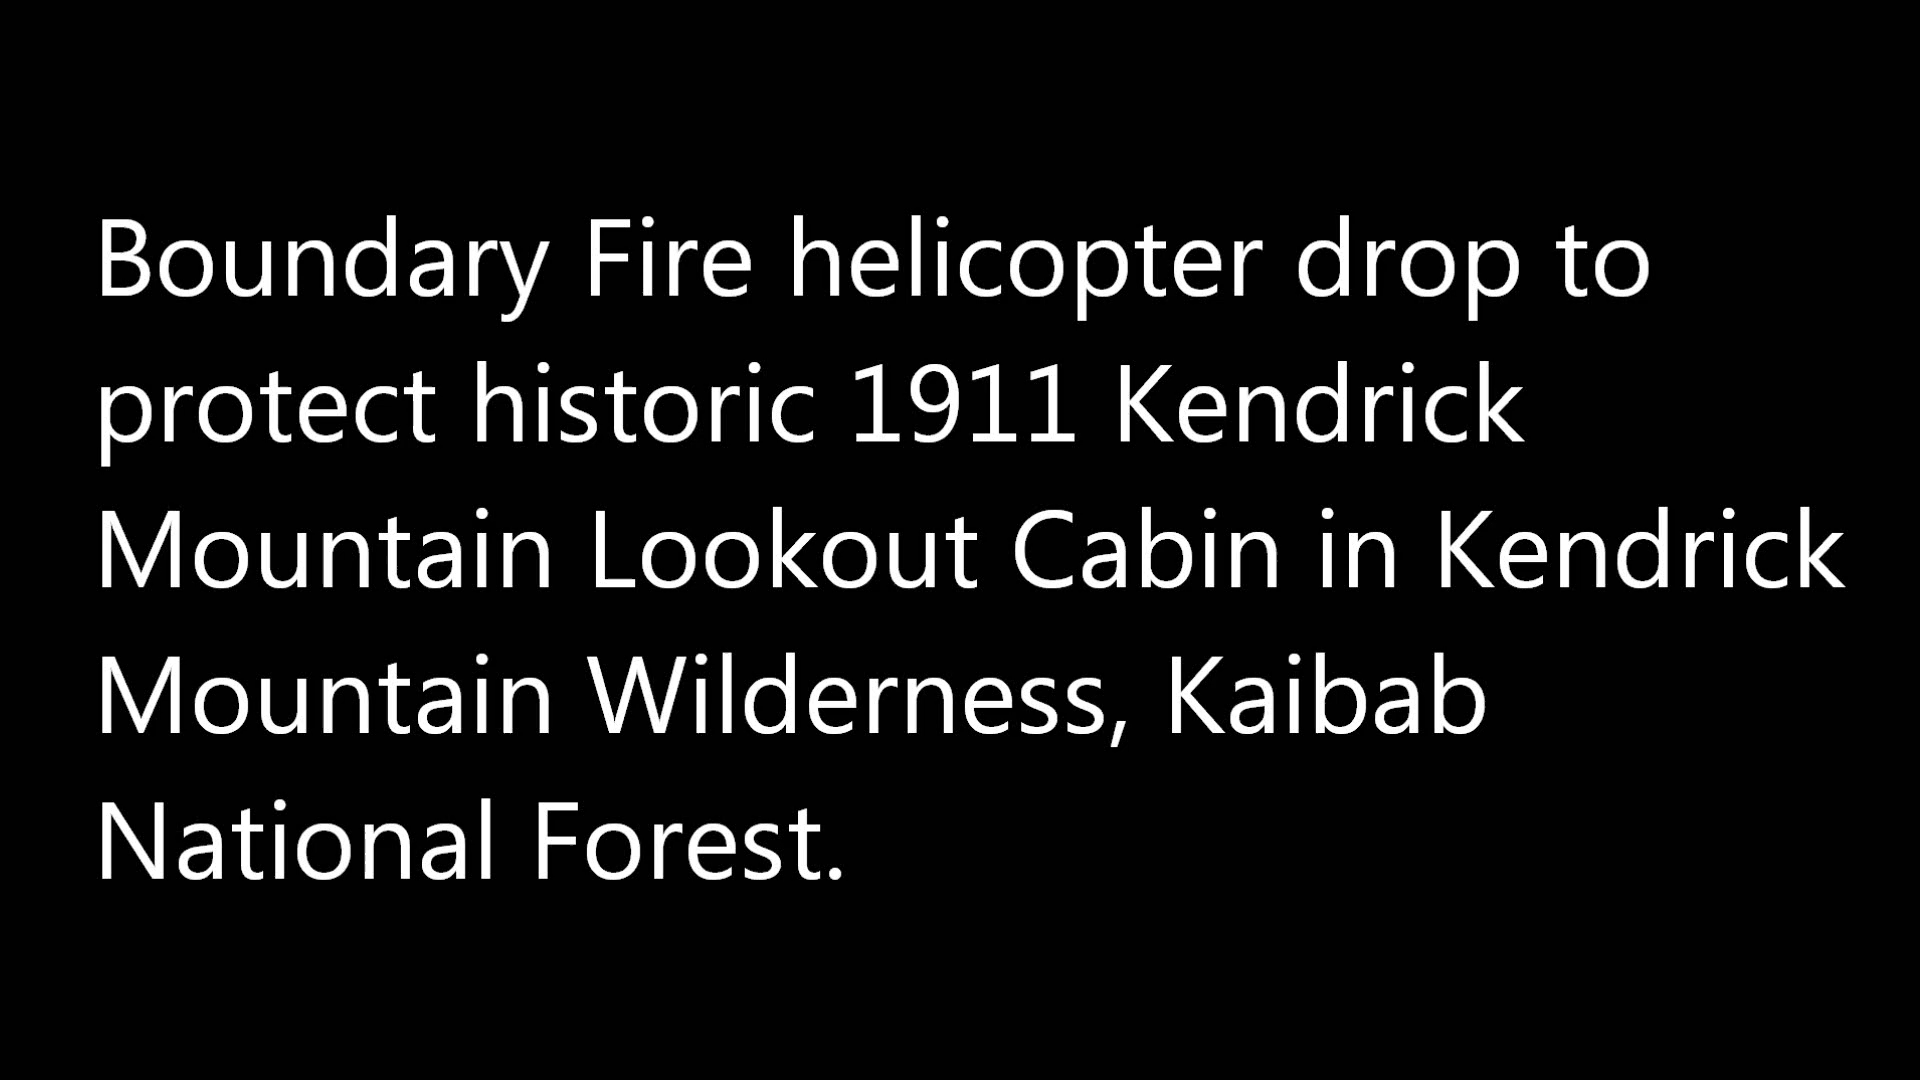 Boundary Fire helicopter drop to
protect historic 1911 Kendrick
Mountain Lookout Cabin in Kendrick
Mountain Wilderness, Kaibab
National Forest.